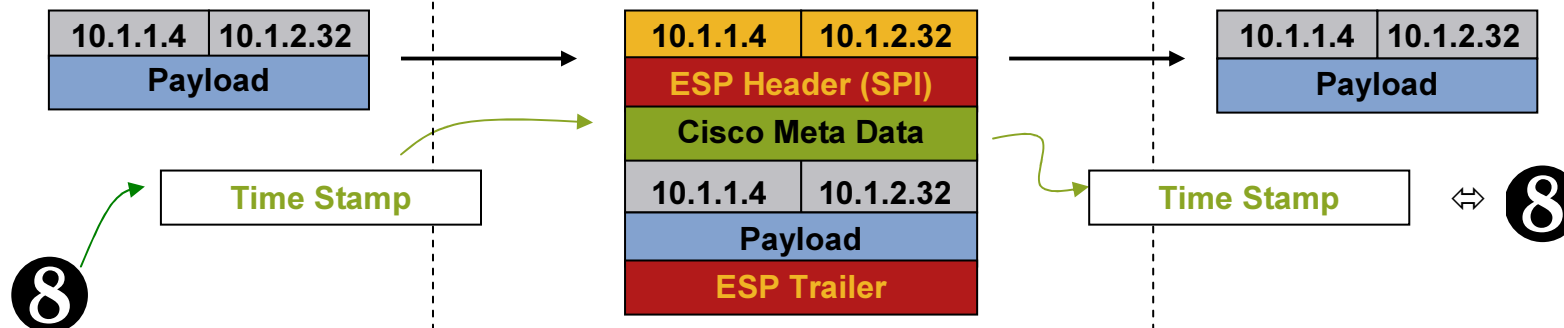 10.1.1.4 10.1.2.32
Payload
Time Stamp
8
10.1.1.4 10.1.2.32
ESP Header (SPI)
Cisco Meta Data
10.1.1.4 10.1.2.32
Payload
ESP Trailer
10.1.1.4 10.1.2.32
Payload
Time Stamp ⇔ 8